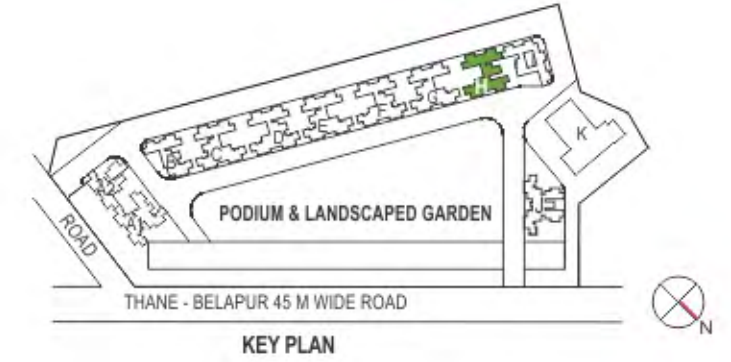 H
K
PODIUM & LANDSCAPED GARDEN
ROAD
THANE - BELAPUR 45 M WIDE ROAD
N
KEY PLAN